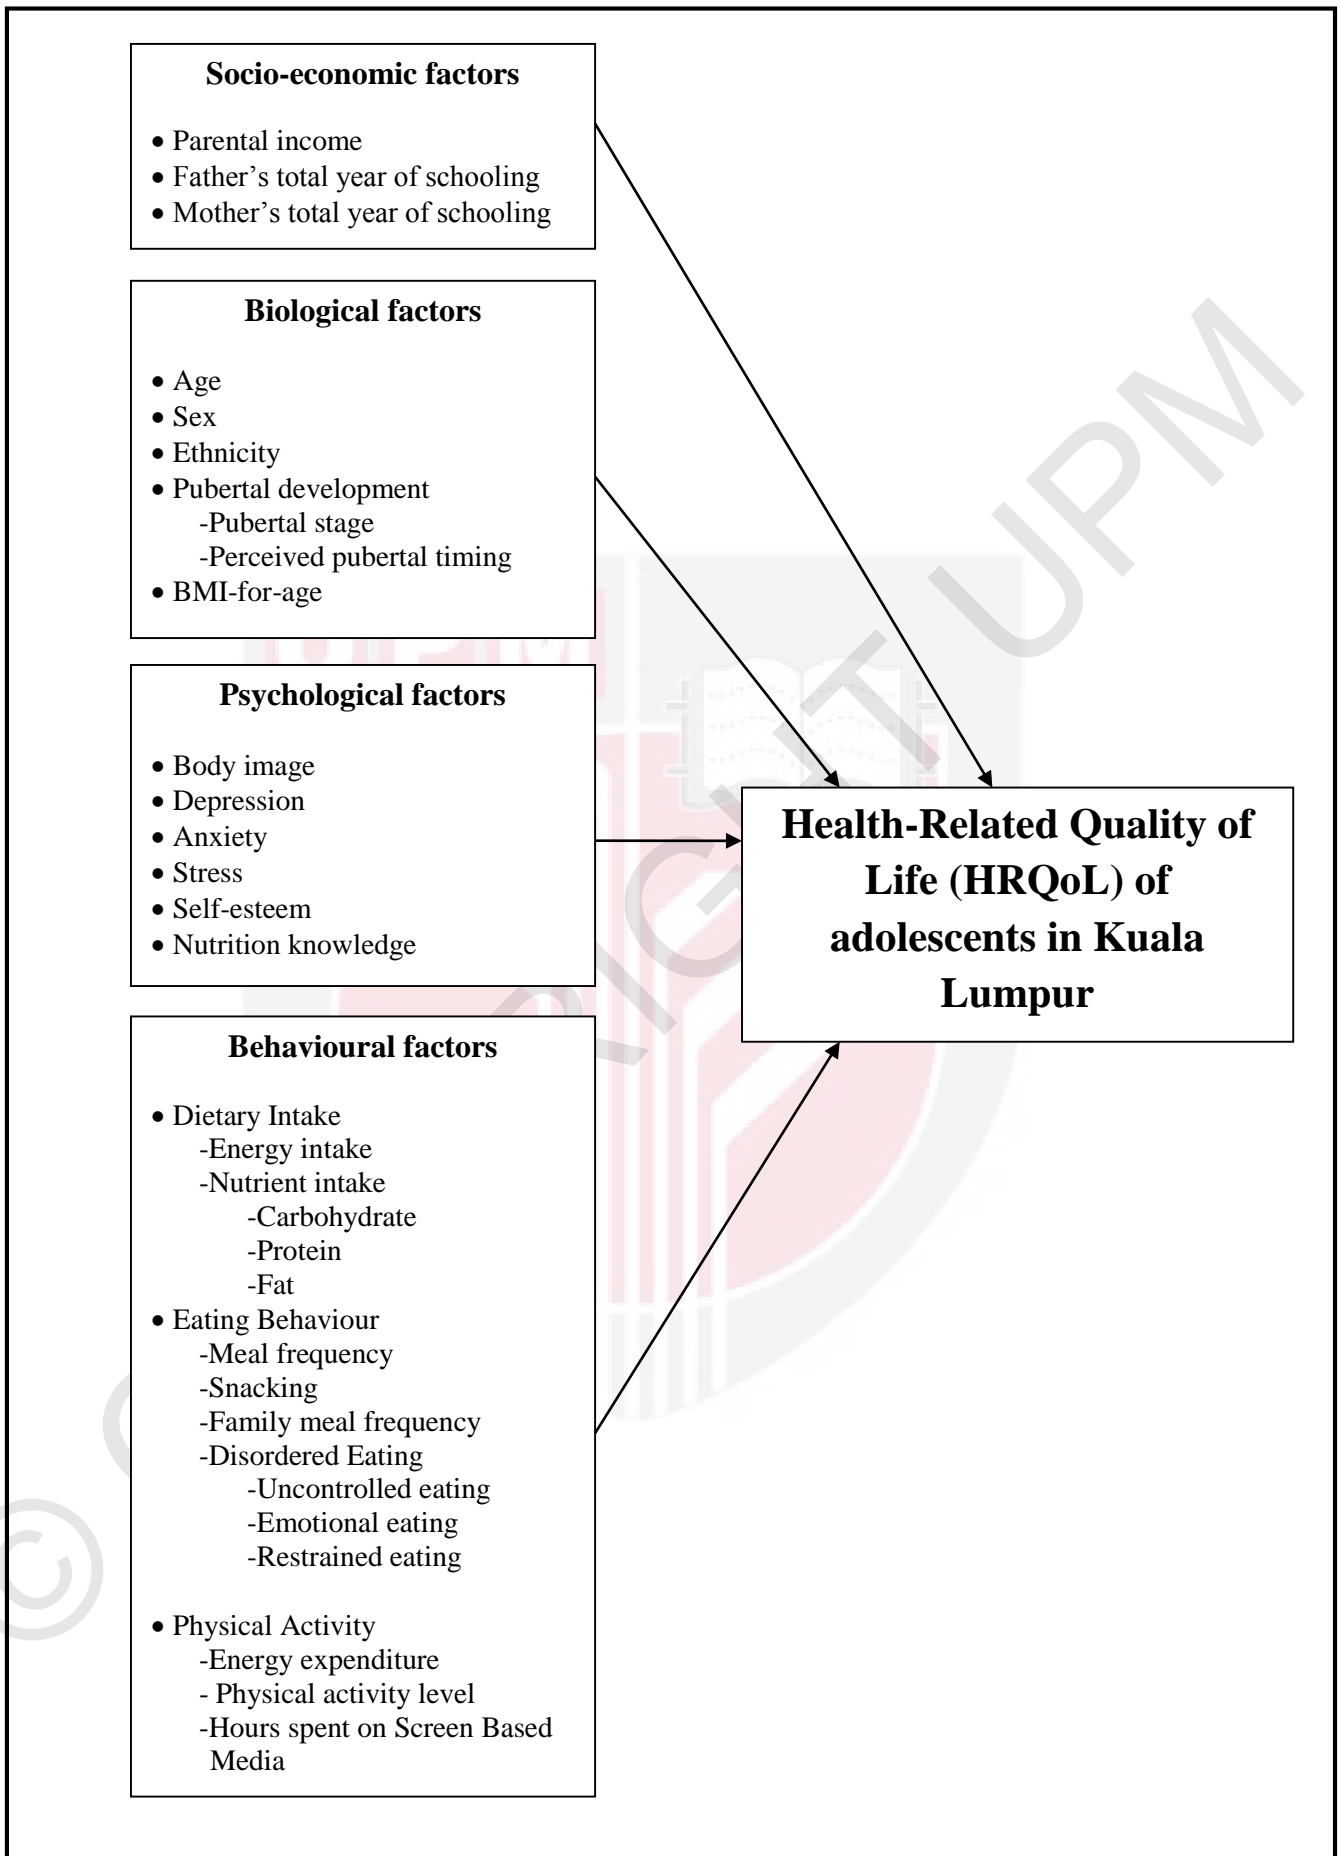 Socio-economic factors
• Parental income
• Father’s total year of schooling
• Mother’s total year of schooling
Biological factors
• Age
• Sex
• Ethnicity
• Pubertal development
-Pubertal stage
-Perceived pubertal timing
• BMI-for-age
Psychological factors
• Body image
• Depression
• Anxiety
• Stress
• Self-esteem
• Nutrition knowledge
Behavioural factors
• Dietary Intake
-Energy intake
-Nutrient intake
-Carbohydrate
-Protein
-Fat
• Eating Behaviour
-Meal frequency
-Snacking
-Family meal frequency
-Disordered Eating
-Uncontrolled eating
-Emotional eating
-Restrained eating
• Physical Activity
-Energy expenditure
- Physical activity level
-Hours spent on Screen Based
Media
Health-Related Quality of
Life (HRQoL) of
adolescents in Kuala
Lumpur
UPM